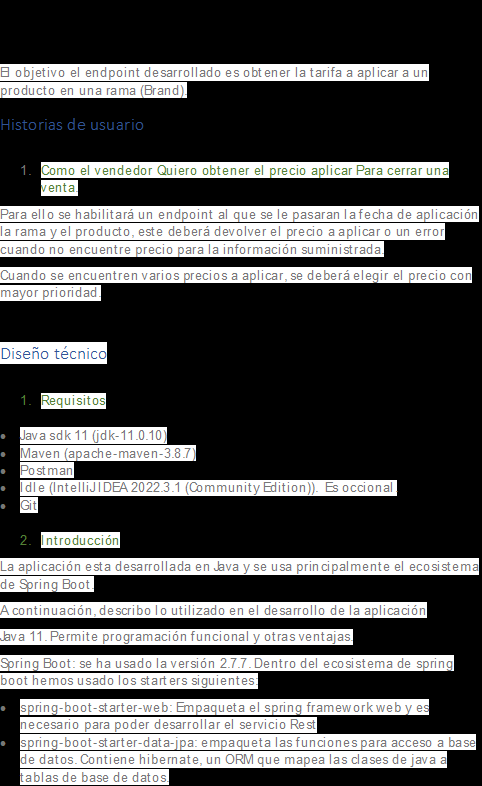 El objetivo el endpoint desarrollado es obtener la tarifa a aplicar a un
producto en una rama (Brand).
Historias de usuario
1. Como el vendedor Quiero obtener el precio aplicar Para cerrar una
venta.
Para ello se habilitará un endpoint al que se le pasaran la fecha de aplicación
la rama y el producto, este deberá devolver el precio a aplicar o un error
cuando no encuentre precio para la información suministrada.
Cuando se encuentren varios precios a aplicar, se deberá elegir el precio con
mayor prioridad.
Diseño técnico
1. Requisitos
• Java sdk 11 (jdk-11.0.10)
• Maven (apache-maven-3.8.7)
• Postman
• Idle (IntelliJ IDEA 2022.3.1 (Community Edition)). Es occional.
• Git
2. Introducción
La aplicación esta desarrollada en Java y se usa principalmente el ecosistema
de Spring Boot.
A continuación, describo lo utilizado en el desarrollo de la aplicación
Java 11. Permite programación funcional y otras ventajas.
Spring Boot: se ha usado la versión 2.7.7. Dentro del ecosistema de spring
boot hemos usado los starters siguientes:
• spring-boot-starter-web: Empaqueta el spring framework web y es
necesario para poder desarrollar el servicio Rest
• spring-boot-starter-data-jpa: empaqueta las funciones para acceso a base
de datos. Contiene hibernate, un ORM que mapea las clases de java a
tablas de base de datos.